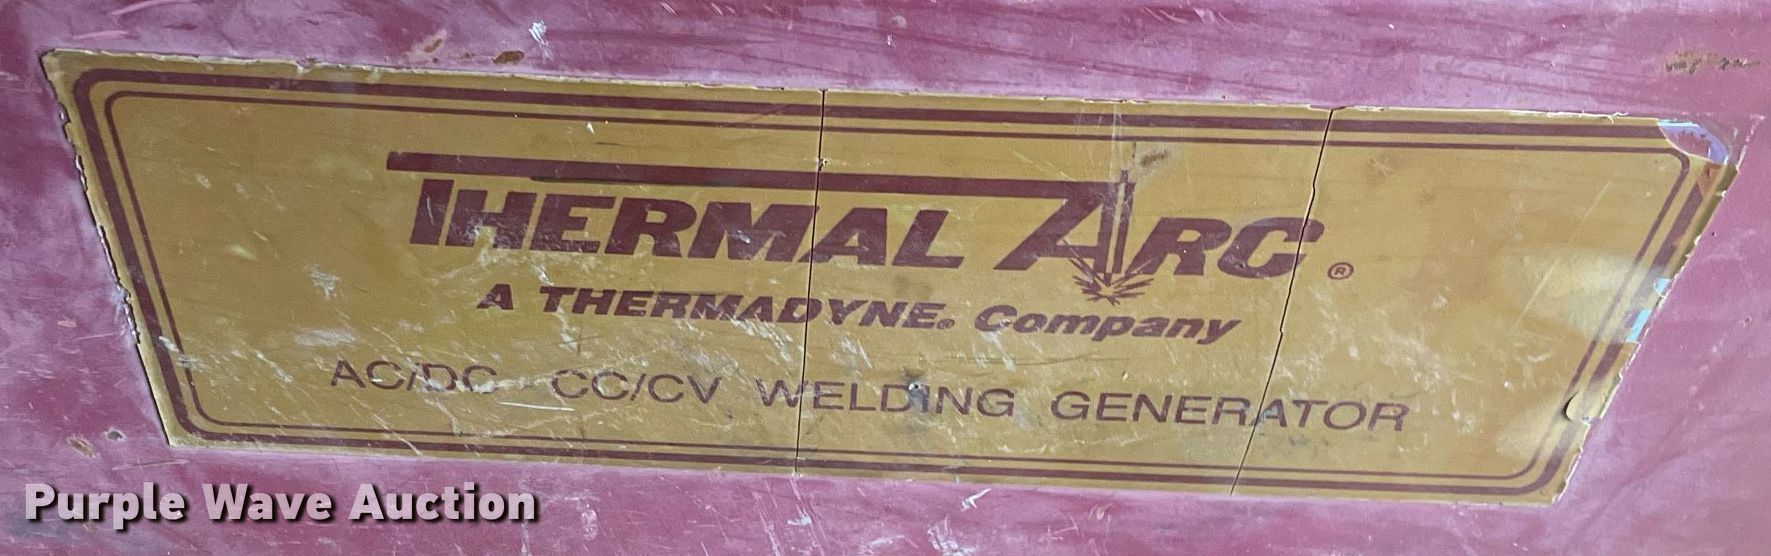 THERMAL ARC®
A THERMADYNE® Company
AC/DC CC/CV WELDING GENERATOR
Purple Wave Auction